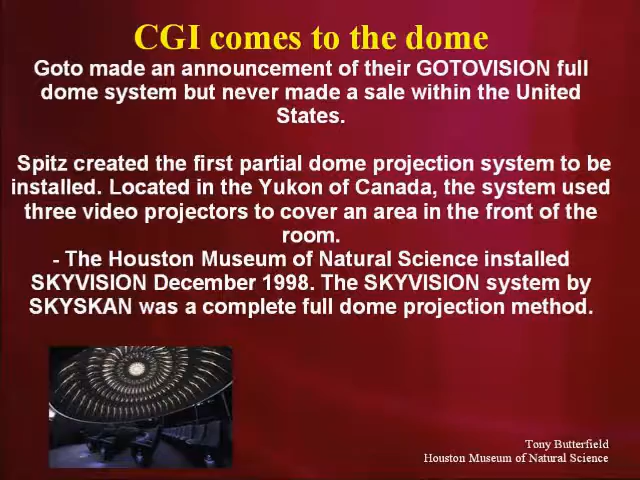 CGI comes to the dome
Goto made an announcement of their GOTOVISION full
dome system but never made a sale within the United
States.
Spitz created the first partial dome projection system to be
installed. Located in the Yukon of Canada, the system used
three video projectors to cover an area in the front of the
room.
- The Houston Museum of Natural Science installed
SKYVISION December 1998. The SKYVISION system by
SKYSKAN was a complete full dome projection method.
Tony Butterfield
Houston Museum of Natural Science